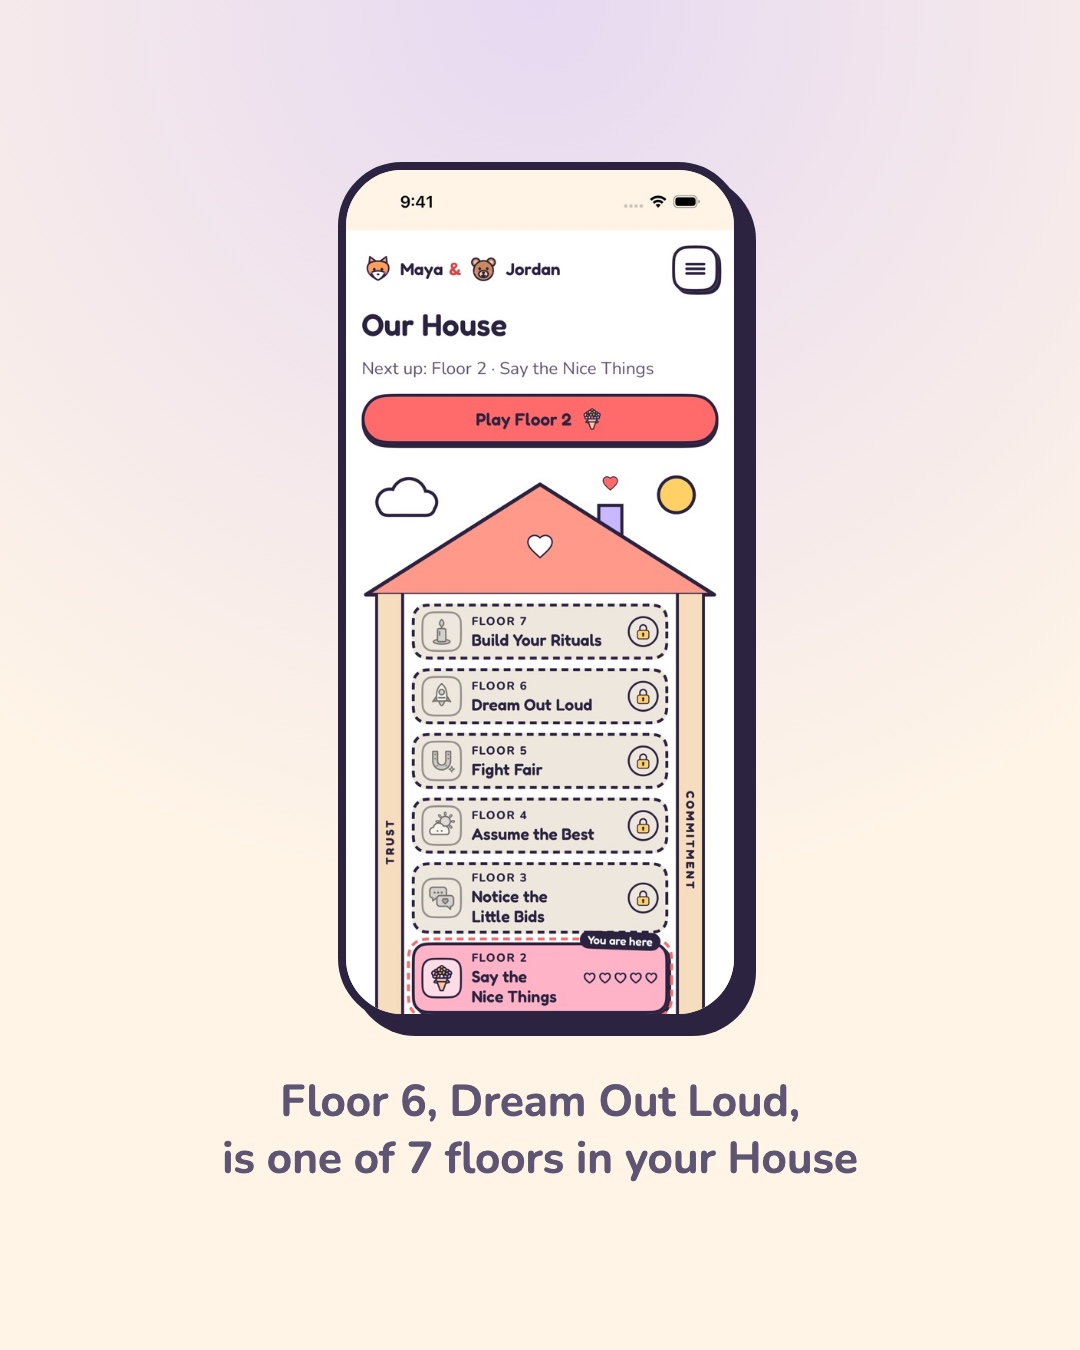 9:41
Maya & Jordan
Our House
Next up: Floor 2 · Say the Nice Things
Play Floor 2
FLOOR 7
Build Your Rituals
FLOOR 6
Dream Out Loud
FLOOR 5
Fight Fair
FLOOR 4
Assume the Best
FLOOR 3
Notice the
Little Bids
TRUST
COMMITMENT
You are here
FLOOR 2
Say the
Nice Things
Floor 6, Dream Out Loud,
is one of 7 floors in your House